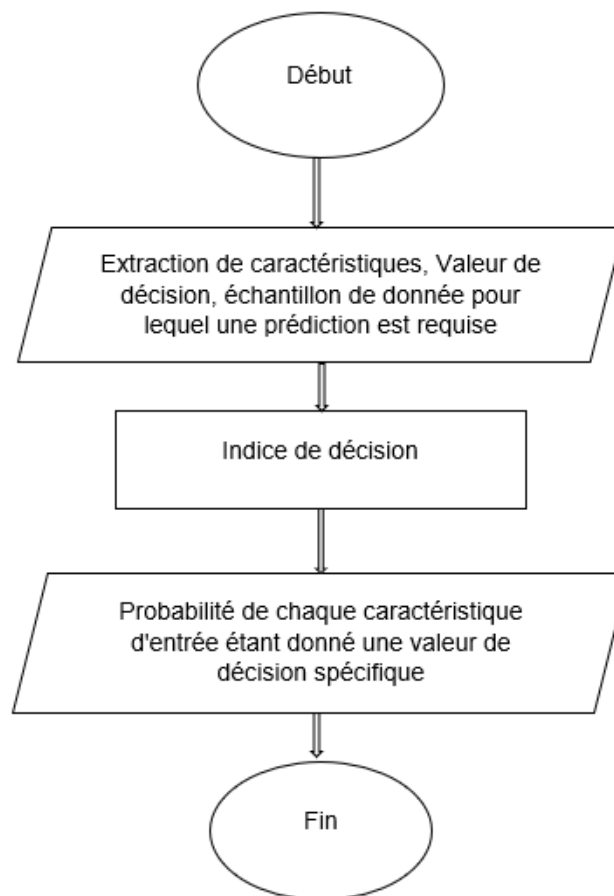 Début
Extraction de caractéristiques, Valeur de
décision, échantillon de donnée pour
lequel une prédiction est requise
Indice de décision
Probabilité de chaque caractéristique
d'entrée étant donné une valeur de
décision spécifique
Fin